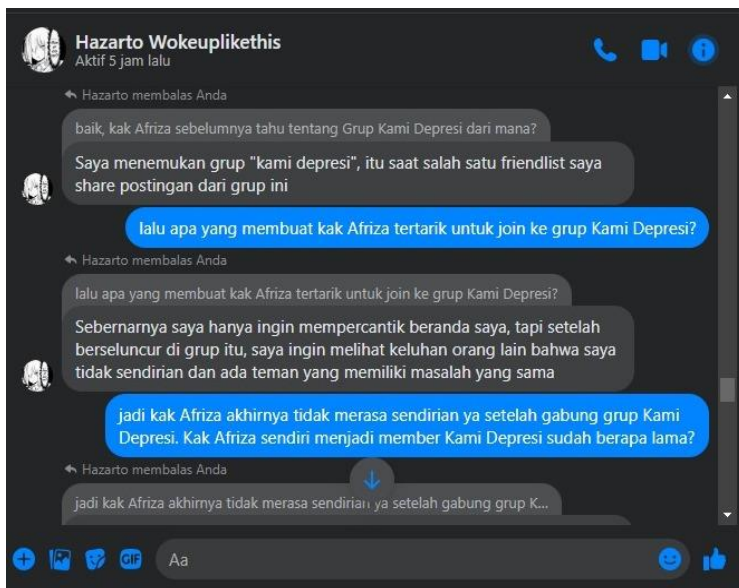 Hazarto Wokeuplikethis
Aktif 5 jam lalu
Hazarto membalas Anda
baik, kak Afriza sebelumnya tahu tentang Grup Kami Depresi dari mana?
Saya menemukan grup "kami depresi", itu saat salah satu friendlist saya
share postingan dari grup ini
lalu apa yang membuat kak Afriza tertarik untuk join ke grup Kami Depresi?
Hazarto membalas Anda
lalu apa yang membuat kak Afriza tertarik untuk join ke grup Kami Depresi?
Sebernarnya saya hanya ingin mempercantik beranda saya, tapi setelah
berseluncur di grup itu, saya ingin melihat keluhan orang lain bahwa saya
tidak sendirian dan ada teman yang memiliki masalah yang sama
jadi kak Afriza akhirnya tidak merasa sendirian ya setelah gabung grup Kami
Depresi. Kak Afriza sendiri menjadi member Kami Depresi sudah berapa lama?
Hazarto membalas Anda
jadi kak Afriza akhirnya tidak merasa sendirian ya setelah gabung grup K...
GIF
Aa